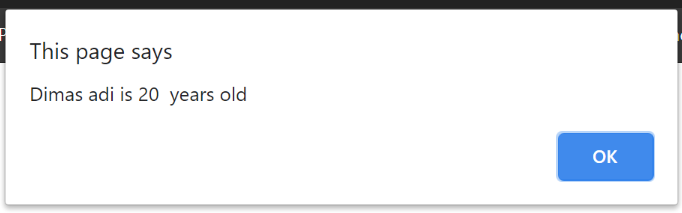 This page says
Dimas adi is 20  years old
OK